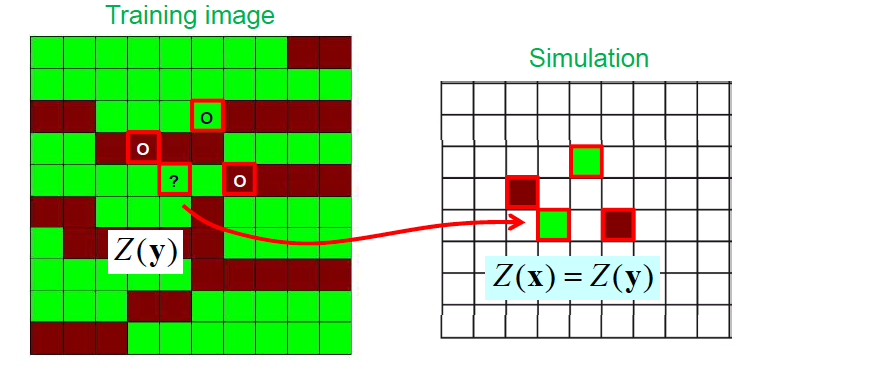 Training image
Simulation
O
O
?
O
Z(y)
Z(x) = Z(y)